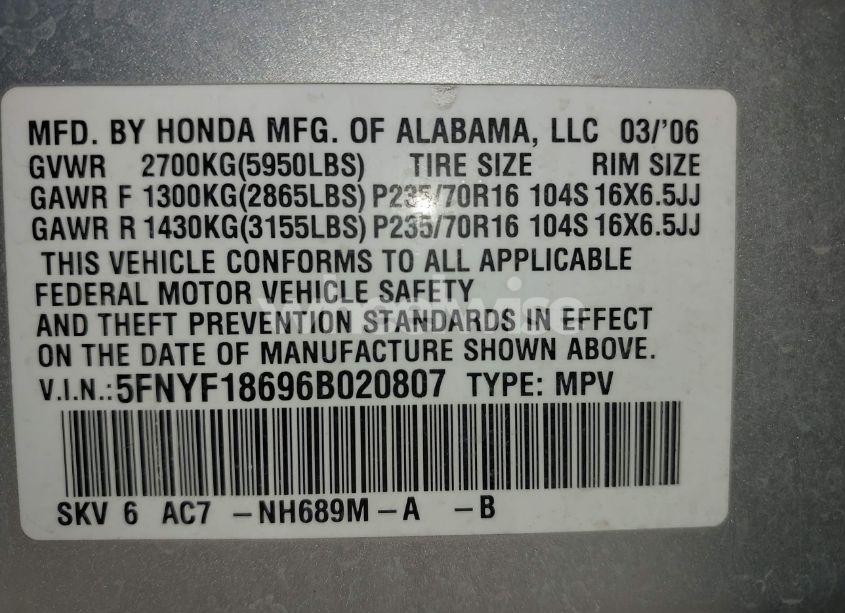 MFD. BY HONDA MFG. OF ALABAMA, LLC 03/'06
GVWR 2700KG(5950LBS) TIRE SIZE RIM SIZE
GAWR F 1300KG(2865LBS) P235/70R16 104S 16X6.5JJ
GAWR R 1430KG(3155LBS) P235/70R16 104S 16X6.5JJ
THIS VEHICLE CONFORMS TO ALL APPLICABLE
FEDERAL MOTOR VEHICLE SAFETY
AND THEFT PREVENTION STANDARDS IN EFFECT
ON THE DATE OF MANUFACTURE SHOWN ABOVE.
V.I.N.:5FNYF18696B020807 TYPE: MPV
SKV 6 AC7 -NH689M-A -B